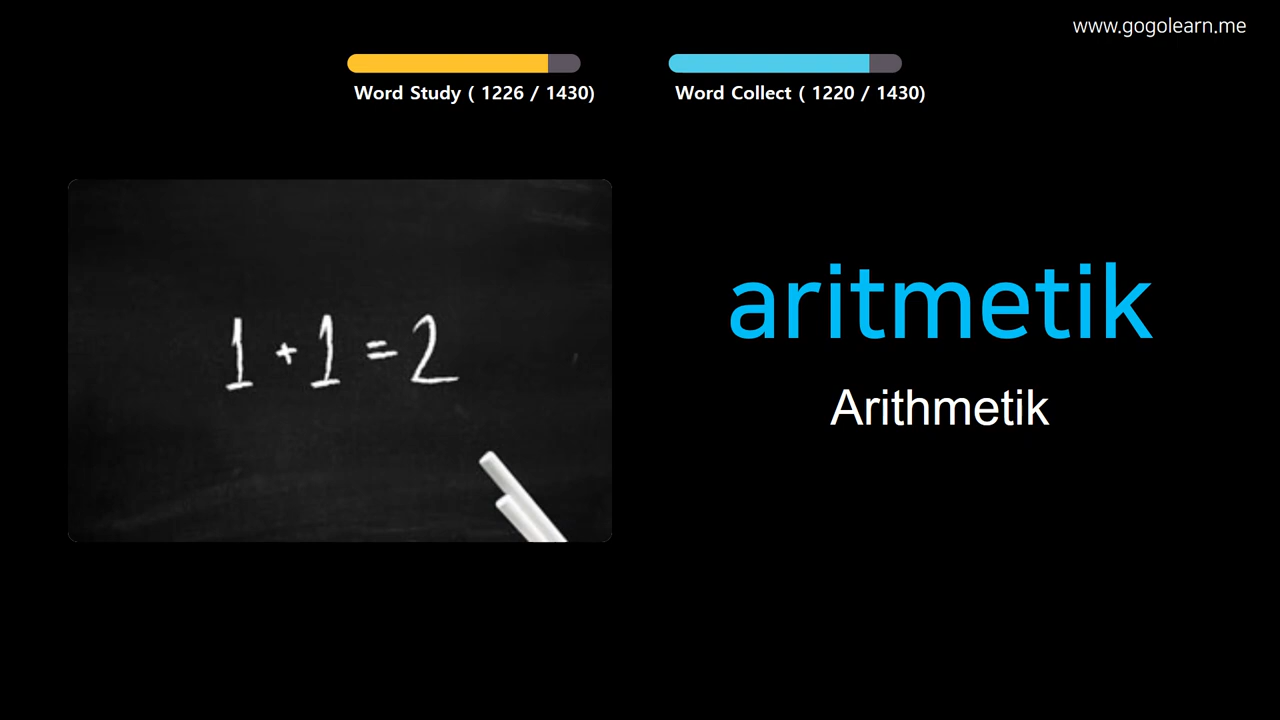 www.gogolearn.me
Word Study ( 1226 / 1430)
Word Collect ( 1220 / 1430)
1 + 1 = 2
aritmetik
Arithmetik